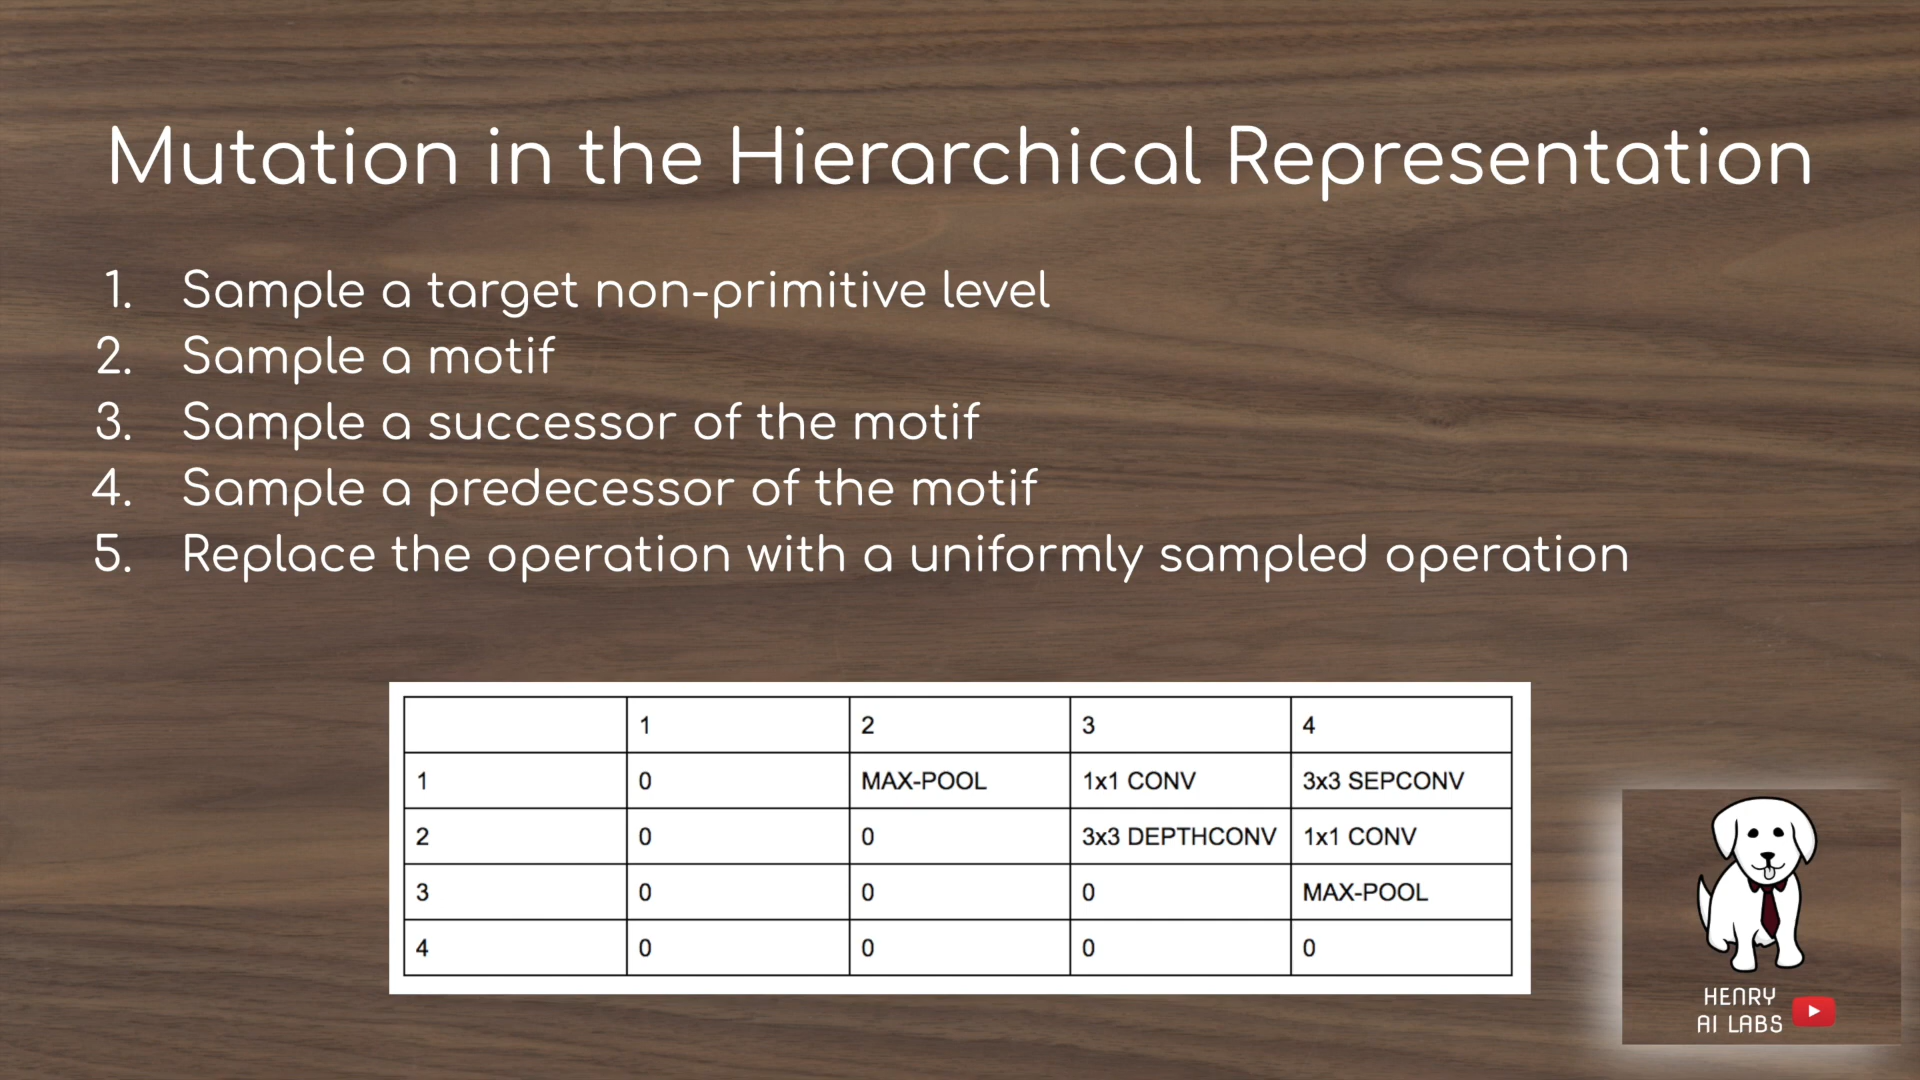 Mutation in the Hierarchical Representation
1. Sample a target non-primitive level
2. Sample a motif
3. Sample a successor of the motif
4. Sample a predecessor of the motif
5. Replace the operation with a uniformly sampled operation
1 2 3 4
1 0 MAX-POOL 1x1 CONV 3x3 SEPCONV
2 0 0 3x3 DEPTHCONV 1x1 CONV
3 0 0 0 MAX-POOL
4 0 0 0 0
HENRY
AI LABS